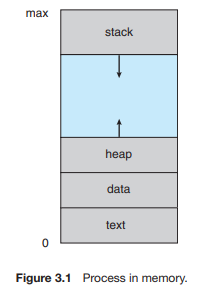 max
stack
heap
data
text
0
Figure 3.1 Process in memory.